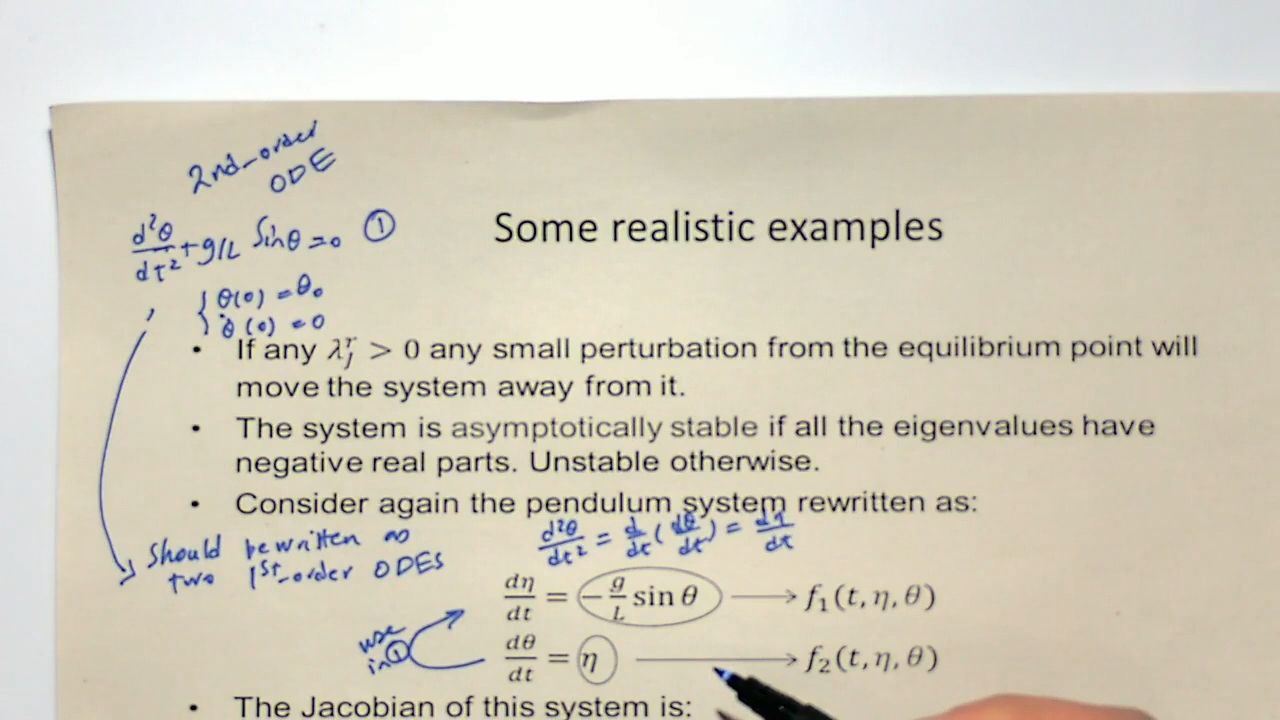 2nd-order
ODE
d²θ/dt² + g/L Sinθ = 0 ①
Some realistic examples
, { θ(0) = θ₀
θ̇(0) = 0
• If any λⱼʳ > 0 any small perturbation from the equilibrium point will
move the system away from it.
• The system is asymptotically stable if all the eigenvalues have
negative real parts. Unstable otherwise.
• Consider again the pendulum system rewritten as:
d²θ/dt² = d/dt (dθ/dt) = dη/dt
Should be written as
two 1st-order ODEs
dη/dt = −g/L sin θ ⟶ f₁(t, η, θ)
use
in ①
dθ/dt = η ⟶ f₂(t, η, θ)
• The Jacobian of this system is: